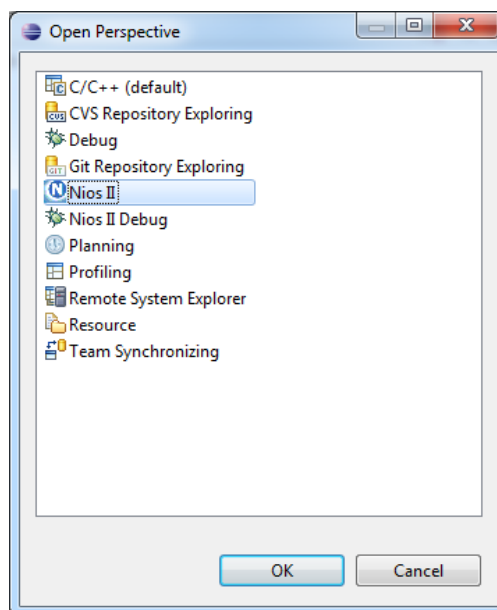 Open Perspective
C/C++ (default)
CVS Repository Exploring
Debug
Git Repository Exploring
Nios II
Nios II Debug
Planning
Profiling
Remote System Explorer
Resource
Team Synchronizing
OK
Cancel